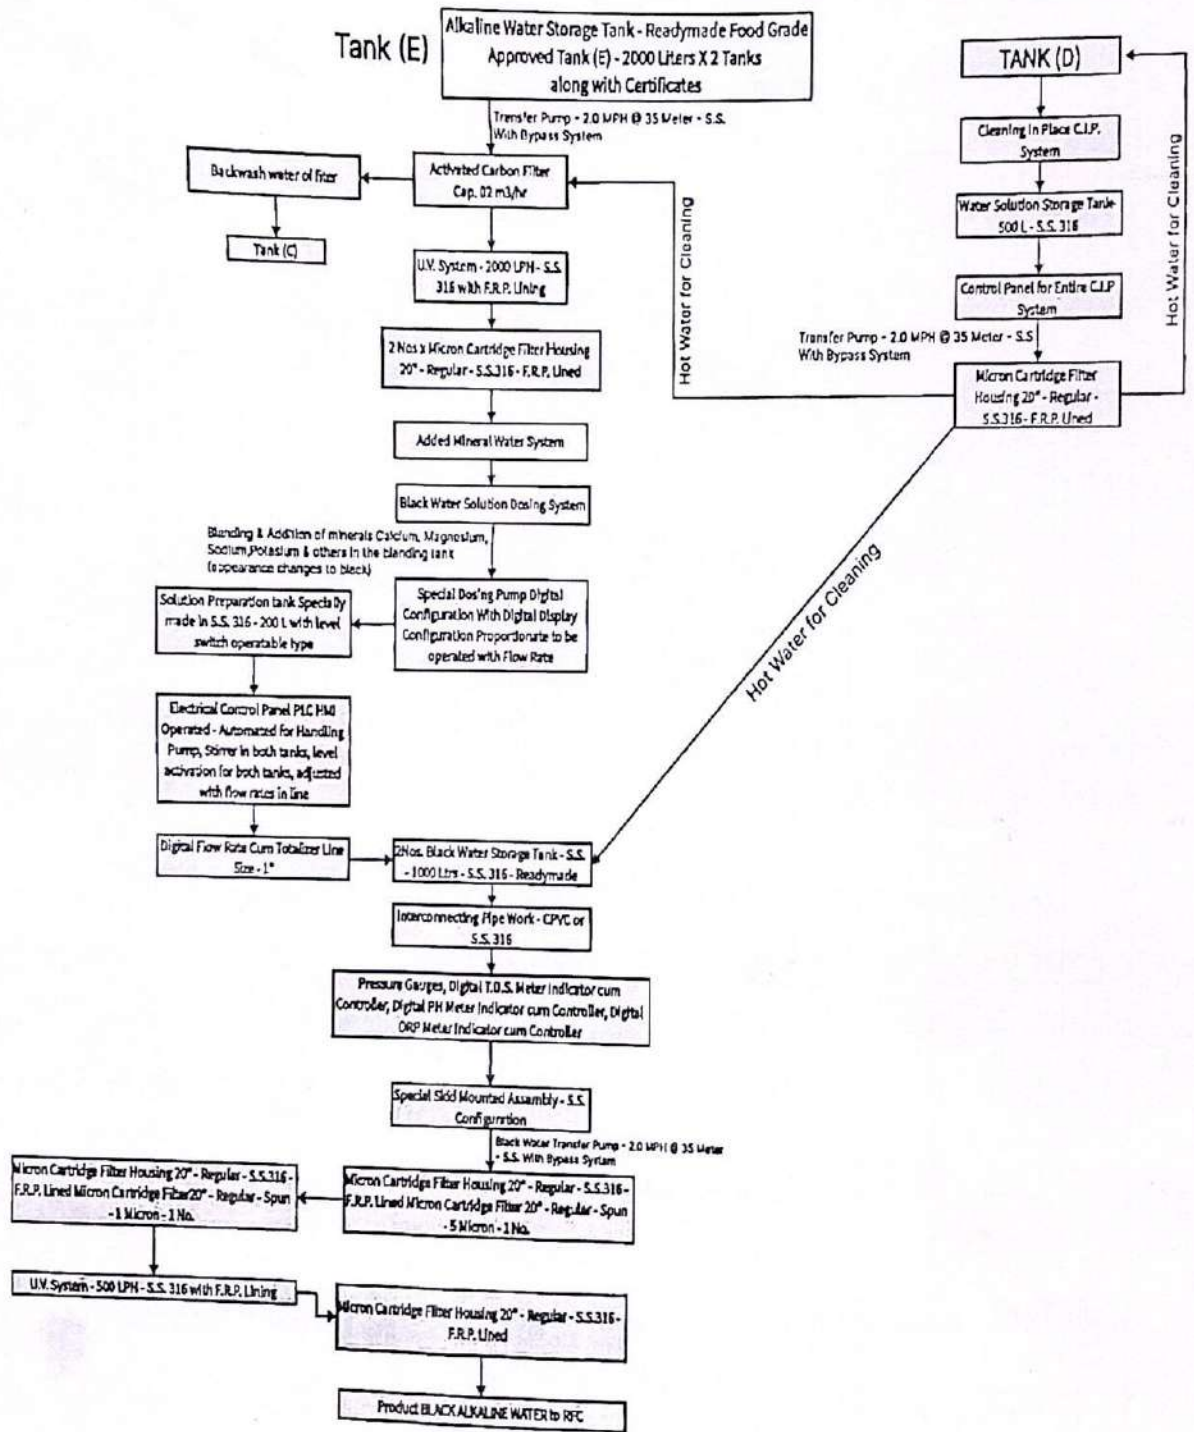 Tank (E)
Alkaline Water Storage Tank - Readymade Food Grade
Approved Tank (E) - 2000 Liters X 2 Tanks
along with Certificates
TANK (D)
Transfer Pump - 2.0 MPH @ 35 Meter - S.S.
With Bypass System
Cleaning In Place C.I.P.
System
Backwash water of filter
Activated Carbon Filter
Cap. 02 m3/hr
Hot Water for Cleaning
Hot Water for Cleaning
Water Solution Storage Tank-
500 L - S.S. 316
Tank (C)
U.V. System - 2000 LPH - S.S.
316 with F.R.P. Lining
Control Panel for Entire C.I.P
System
Transfer Pump - 2.0 MPH @ 35 Meter - S.S
With Bypass System
2 Nos x Micron Cartridge Filter Housing
20" - Regular - S.S.316 - F.R.P. Lined
Micron Cartridge Filter
Housing 20" - Regular -
S.S.316 - F.R.P. Lined
Added Mineral Water System
Black Water Solution Dosing System
Blending & Addition of minerals Calcium, Magnesium,
Sodium,Potasium & others in the blending tank
(appearance changes to black)
Hot Water for Cleaning
Solution Preparation tank Specially
made in S.S. 316 - 200 L with level
switch operatable type
Special Dosing Pump Digital
Configuration With Digital Display
Configuration Proportionate to be
operated with Flow Rate
Electrical Control Panel PLC HMI
Operated - Automated for Handling
Pump, Stirrer in both tanks, level
activation for both tanks, adjusted
with flow rates in line
Digital Flow Rate Cum Totalizer Line
Size - 1"
2Nos. Black Water Storage Tank - S.S.
- 1000 Ltrs - S.S. 316 - Readymade
Interconnecting Pipe Work - CPVC or
S.S. 316
Pressure Gauges, Digital T.D.S. Meter Indicator cum
Controller, Digital PH Meter Indicator cum Controller, Digital
ORP Meter Indicator cum Controller
Special Skid Mounted Assembly - S.S.
Configuration
Black Water Transfer Pump - 2.0 MPH @ 35 Meter
- S.S. With Bypass System
Micron Cartridge Filter Housing 20" - Regular - S.S.316 -
F.R.P. Lined Micron Cartridge Filter20" - Regular - Spun
- 1 Micron - 1 No.
Micron Cartridge Filter Housing 20" - Regular - S.S.316 -
F.R.P. Lined Micron Cartridge Filter 20" - Regular - Spun
- 5 Micron - 1 No.
U.V. System - 500 LPH - S.S. 316 with F.R.P. Lining
Micron Cartridge Filter Housing 20" - Regular - S.S.316 -
F.R.P. Lined
Product BLACK ALKALINE WATER to RFC